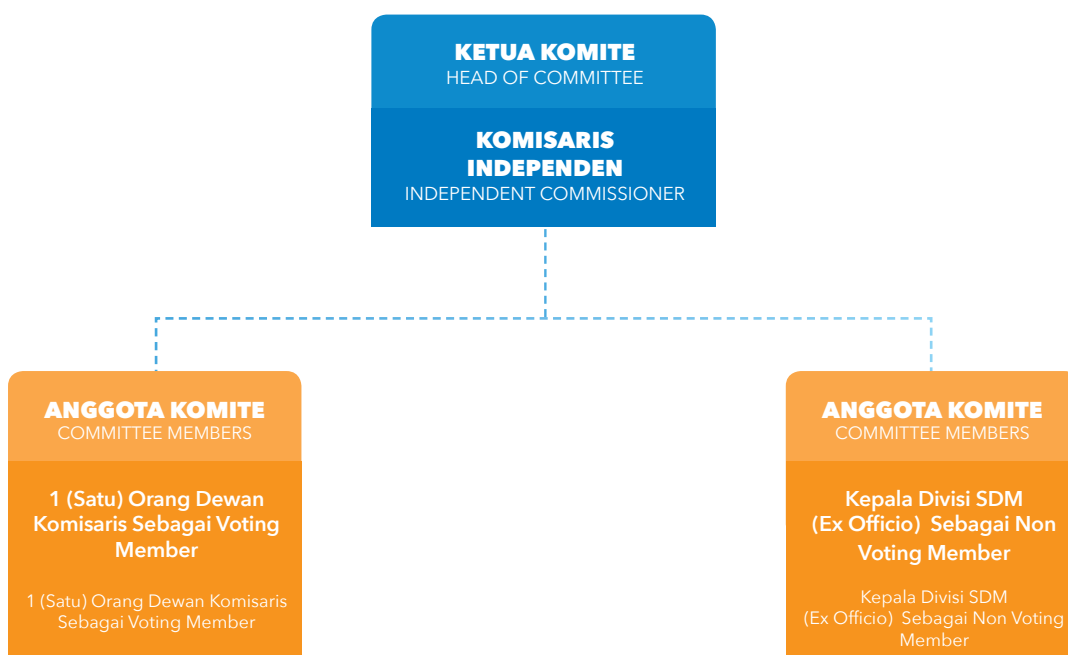 KETUA KOMITE
HEAD OF COMMITTEE
KOMISARIS
INDEPENDEN
INDEPENDENT COMMISSIONER
ANGGOTA KOMITE
COMMITTEE MEMBERS
1 (Satu) Orang Dewan
Komisaris Sebagai Voting
Member
1 (Satu) Orang Dewan Komisaris
Sebagai Voting Member
ANGGOTA KOMITE
COMMITTEE MEMBERS
Kepala Divisi SDM
(Ex Officio) Sebagai Non
Voting Member
Kepala Divisi SDM
(Ex Officio) Sebagai Non Voting
Member